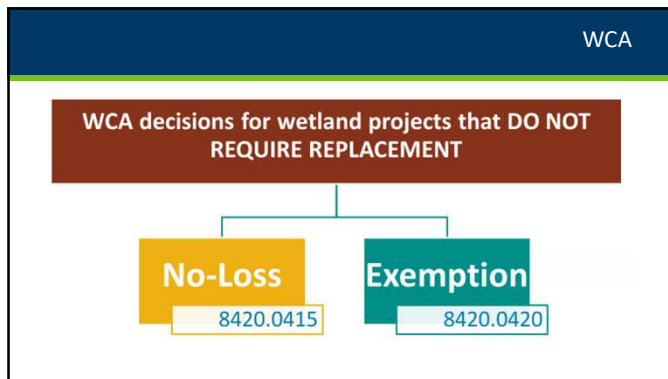 WCA
WCA decisions for wetland projects that DO NOT
REQUIRE REPLACEMENT
No-Loss
8420.0415
Exemption
8420.0420